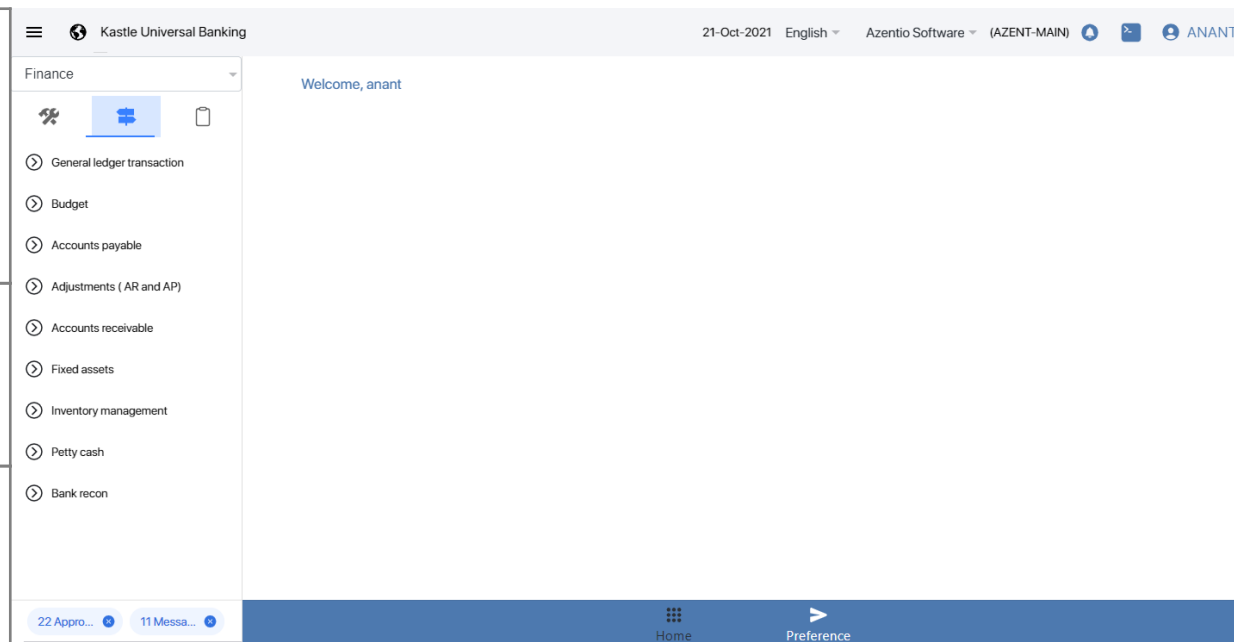 Kastle Universal Banking
21-Oct-2021 English Azentio Software (AZENT-MAIN) ANANT
Finance
Welcome, anant
General ledger transaction
Budget
Accounts payable
Adjustments ( AR and AP)
Accounts receivable
Fixed assets
Inventory management
Petty cash
Bank recon
22 Appro... 11 Messa...
Home Preference